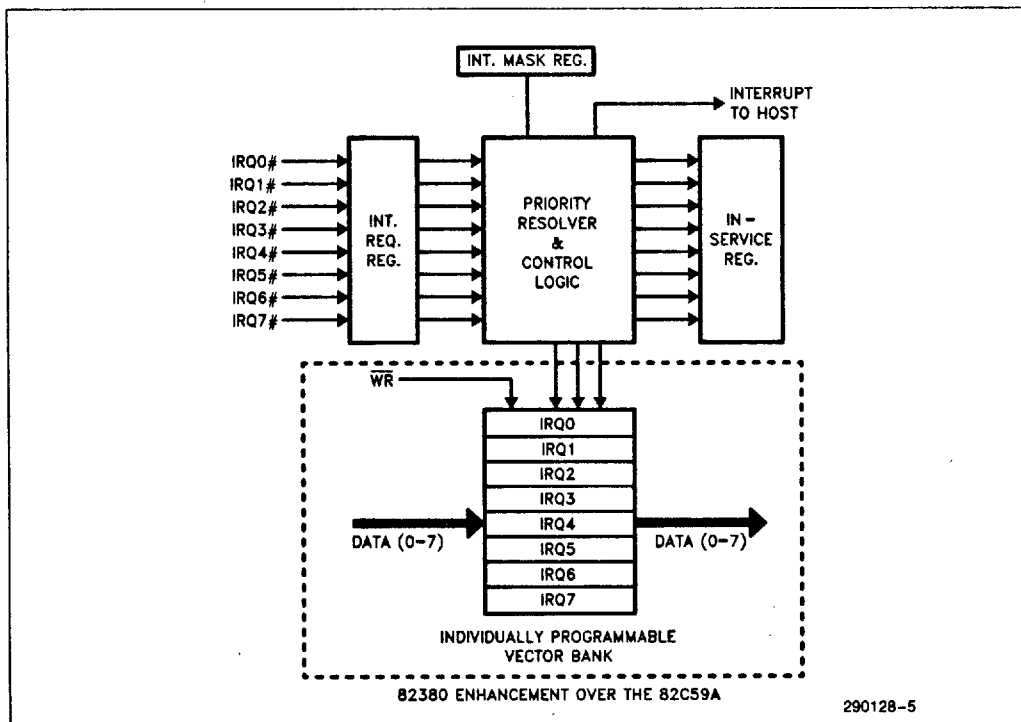 INT. MASK REG.
INTERRUPT
TO HOST
IRQ0#
IRQ1#
IRQ2#
IRQ3#
IRQ4#
IRQ5#
IRQ6#
IRQ7#
INT.
REQ.
REG.
PRIORITY
RESOLVER
&
CONTROL
LOGIC
IN-
SERVICE
REG.
WR
IRQ0
IRQ1
IRQ2
IRQ3
IRQ4
IRQ5
IRQ6
IRQ7
DATA (0-7)
DATA (0-7)
INDIVIDUALLY PROGRAMMABLE
VECTOR BANK
82380 ENHANCEMENT OVER THE 82C59A
290128-5